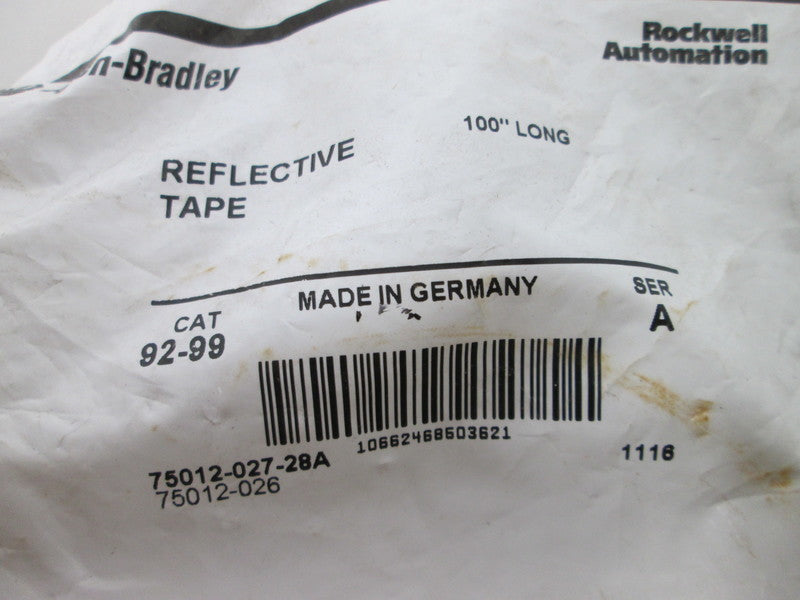 n-Bradley
Rockwell
Automation
100" LONG
REFLECTIVE
TAPE
MADE IN GERMANY
CAT
92-99
SER
A
10662468603621
75012-027-28A
75012-026
1116